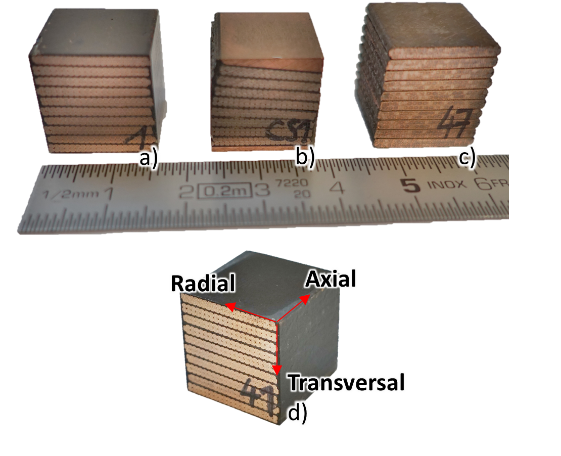 1
CS1
47
a)
b)
c)
1/2mm 1 2 0.2m 3 7220 20 4 5 INOX 6 FR
Radial
Axial
41
Transversal
d)